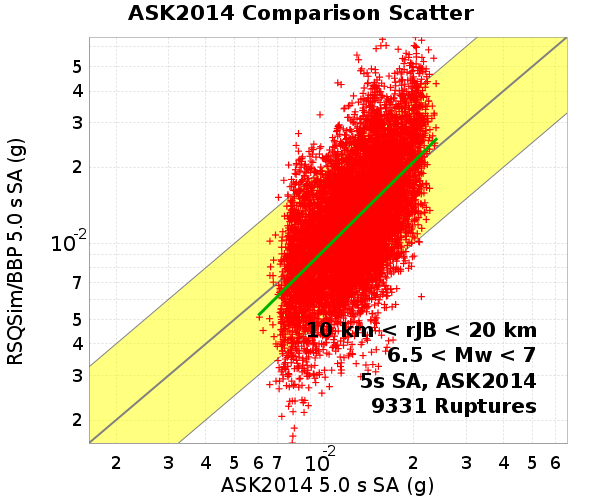 ASK2014 Comparison Scatter
RSQSim/BBP 5.0 s SA (g)
5
4
3
2
10-2
7
5
4
3
2
10 km < rJB < 20 km
6.5 < Mw < 7
5s SA, ASK2014
9331 Ruptures
2 3 4 5 6 7 10-2 2 3 4 5 6
ASK2014 5.0 s SA (g)